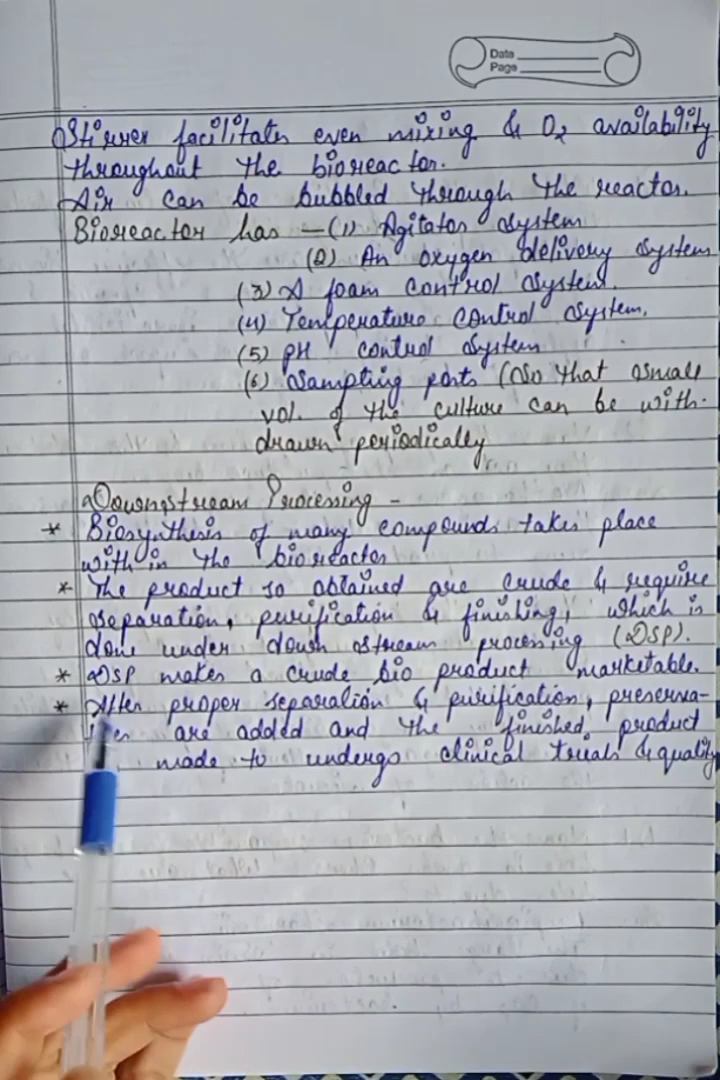 Date
Page
Stirrer facilitates even mixing & O2 availability
throughout the bioreactor.
Air can be bubbled through the reactor.
Bioreactor has — (1) Agitator system
(2) An oxygen delivery system
(3) A foam control system.
(4) Temperature control system.
(5) pH control system
(6) Sampling ports (so that small
vol. of the culture can be with-
drawn periodically
Downstream Processing -
* Biosynthesis of many compounds takes place
with in the bioreactor
* The product so obtained are crude & require
separation, purification & finishing, which is
done under down stream processing (DSP).
* DSP makes a crude bio product marketable.
* After proper separation & purification, preserva-
are added and the finished product
made to undergo clinical trials & quality